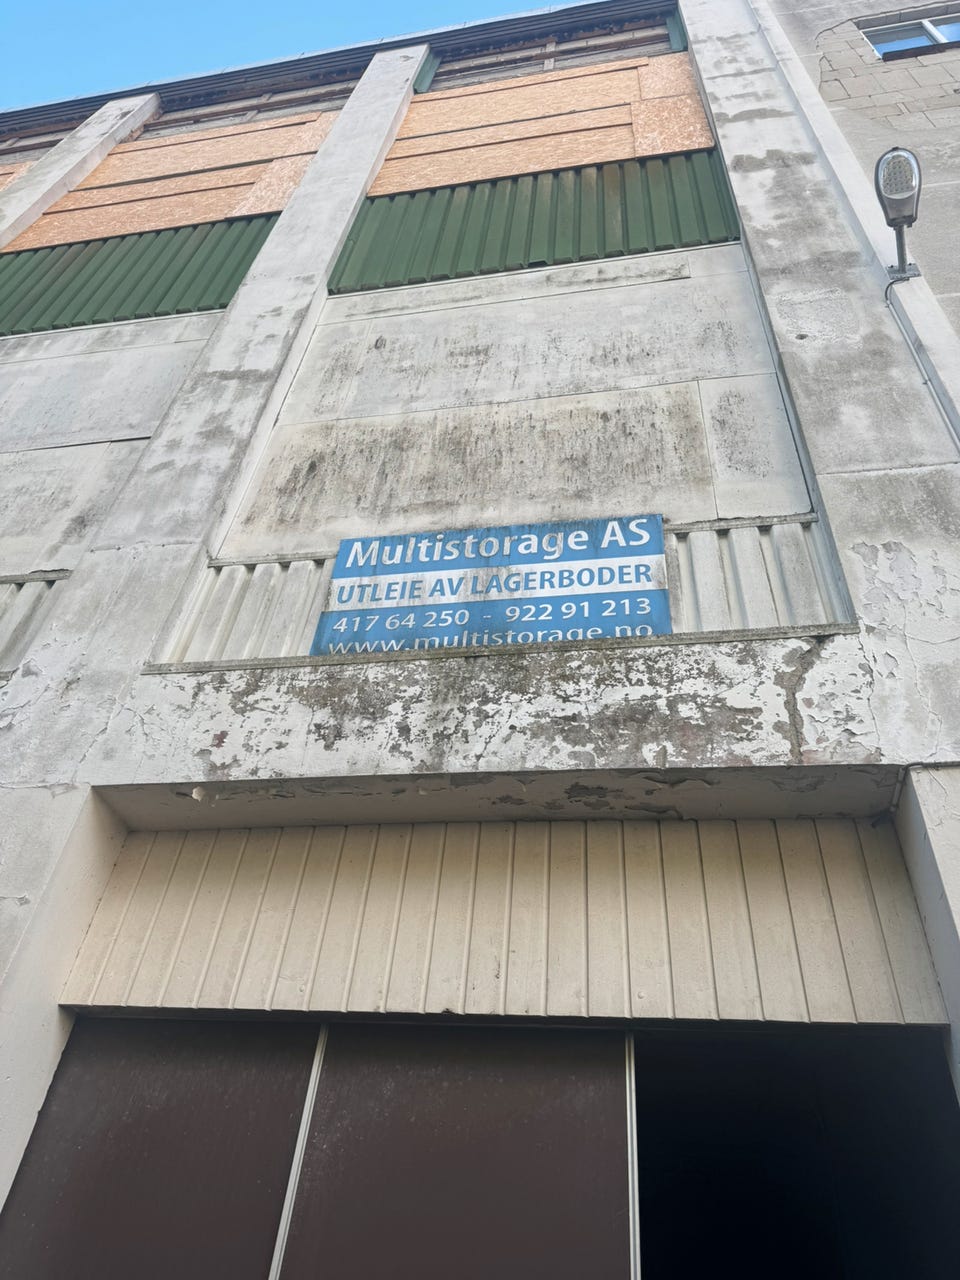 Multistorage AS
UTLEIE AV LAGERBODER
417 64 250 - 922 91 213
www.multistorage.no